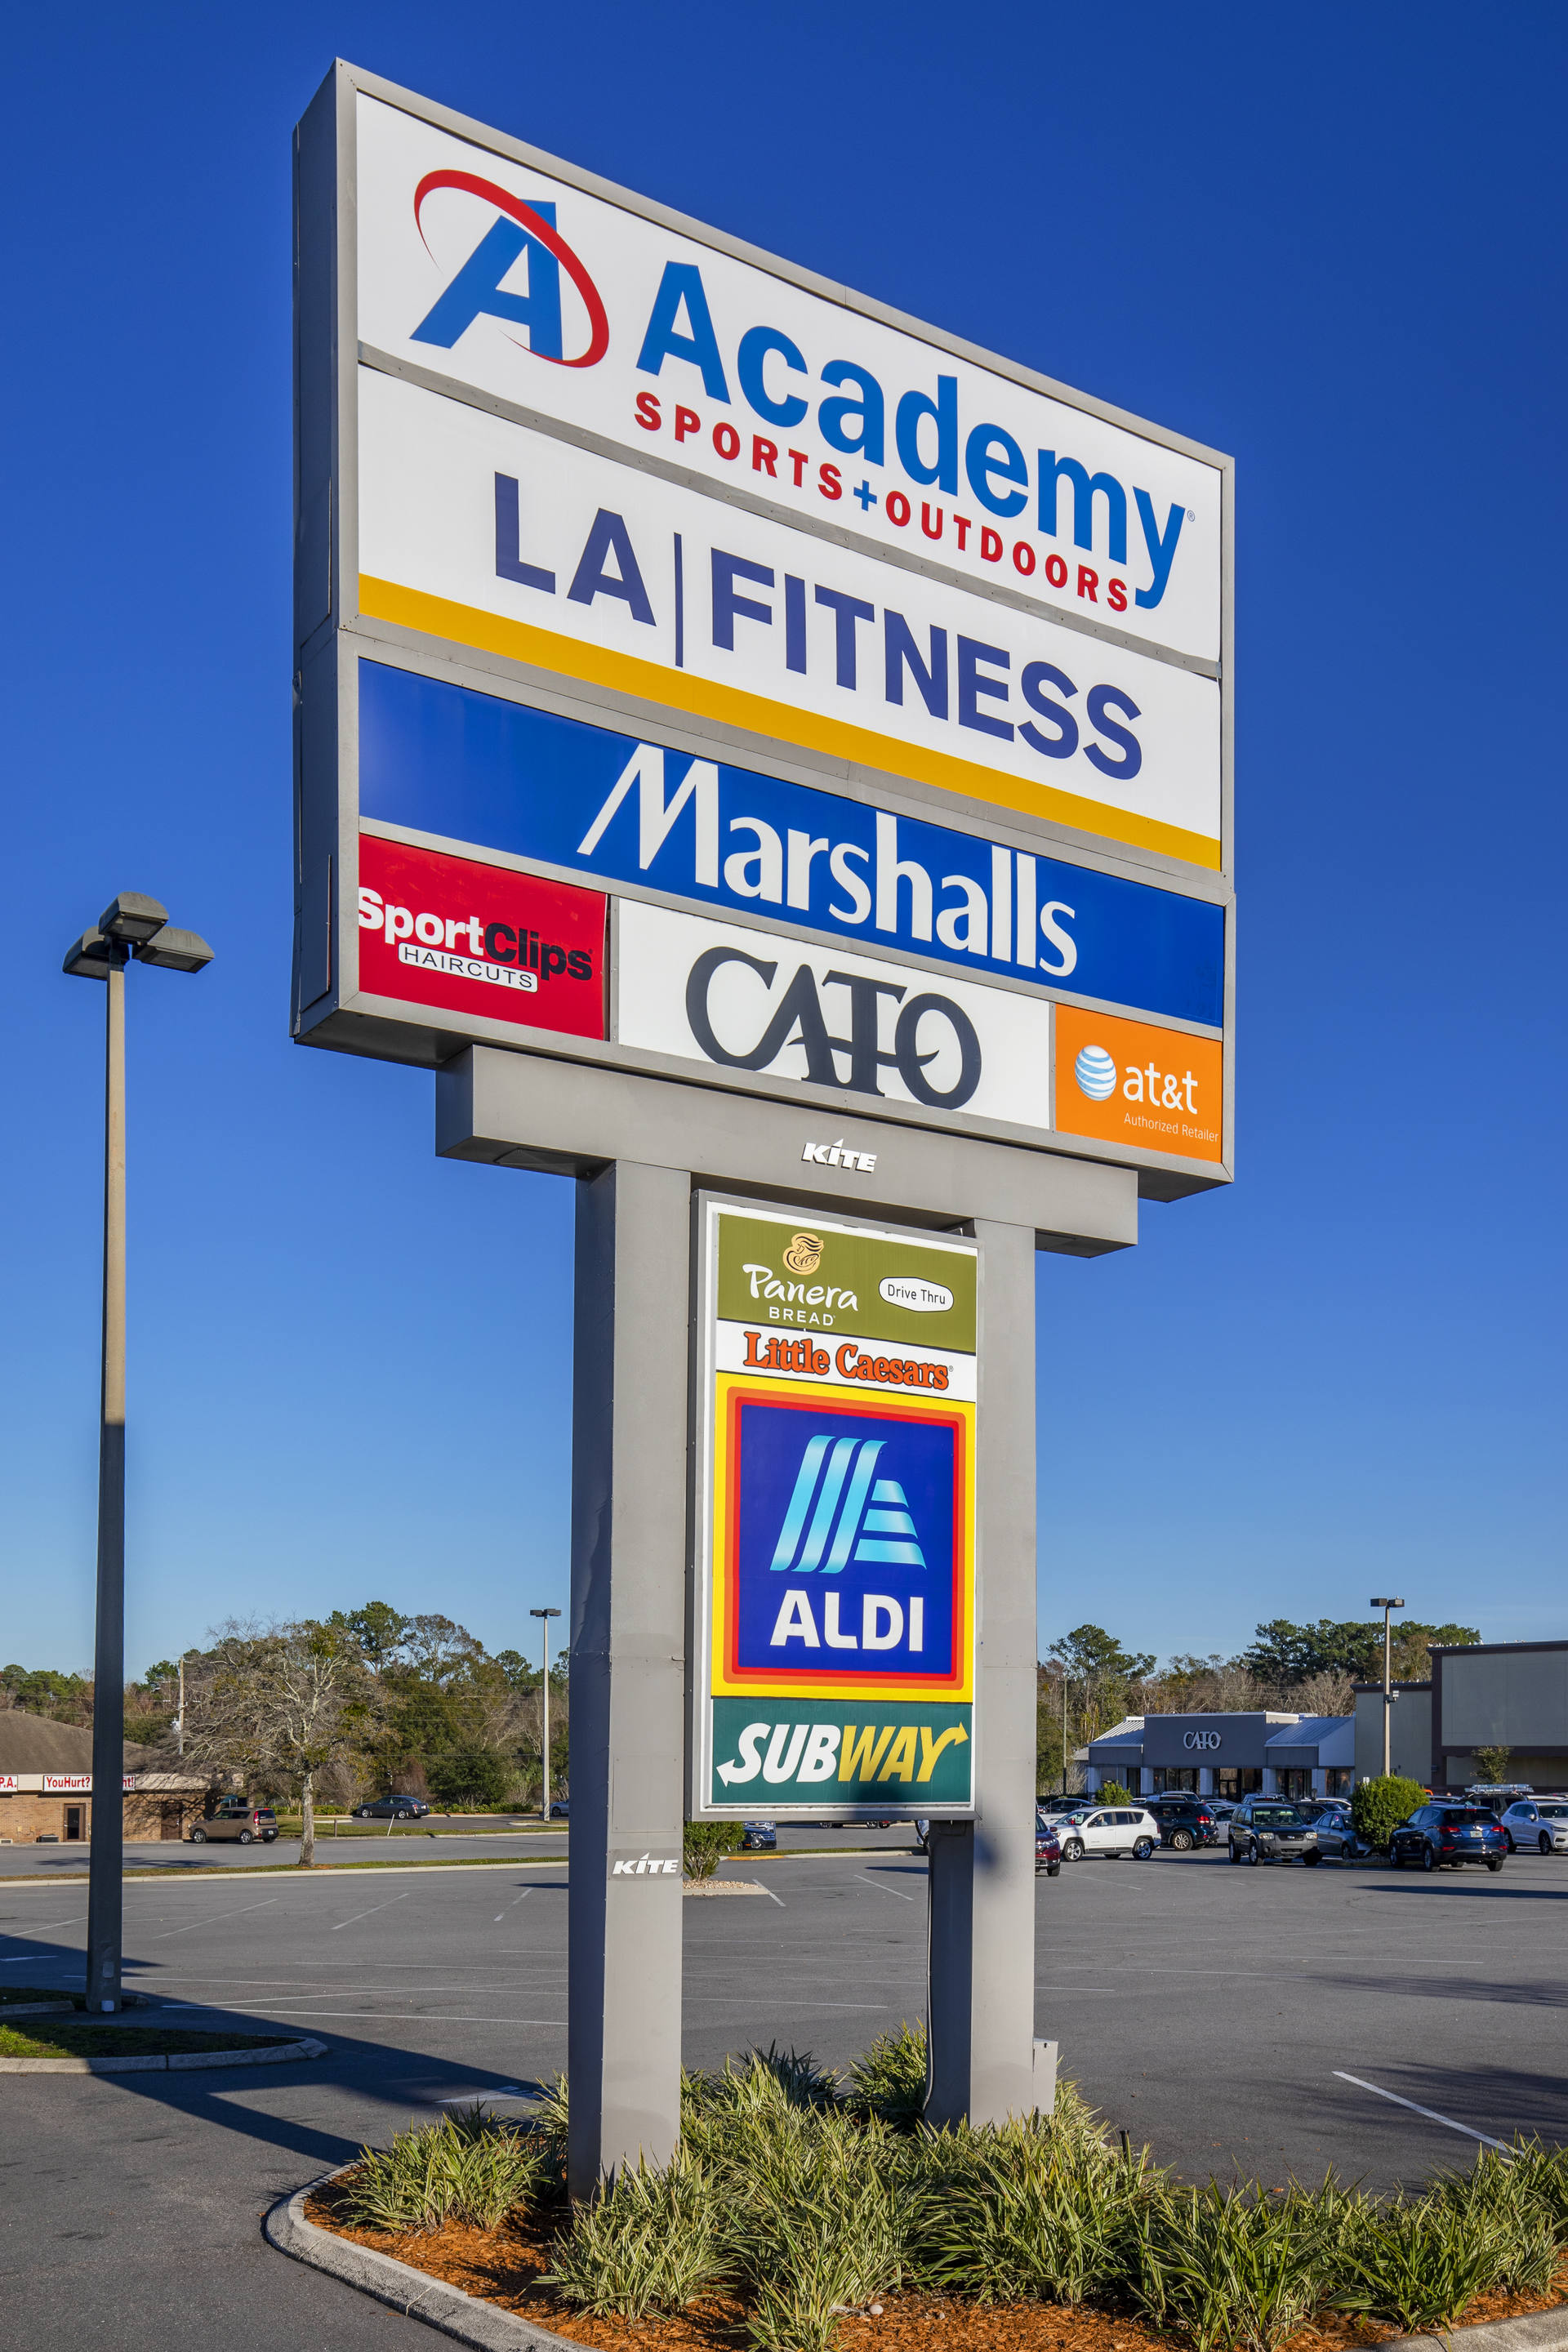 A
Academy®
SPORTS+OUTDOORS
LA|FITNESS
Marshalls
SportClips
HAIRCUTS
CATO
at&t
Authorized Retailer
KITE
Panera
BREAD
Drive Thru
Little Caesars
ALDI
SUBWAY
CATO
P.A.
YouHurt?
ht!
KITE